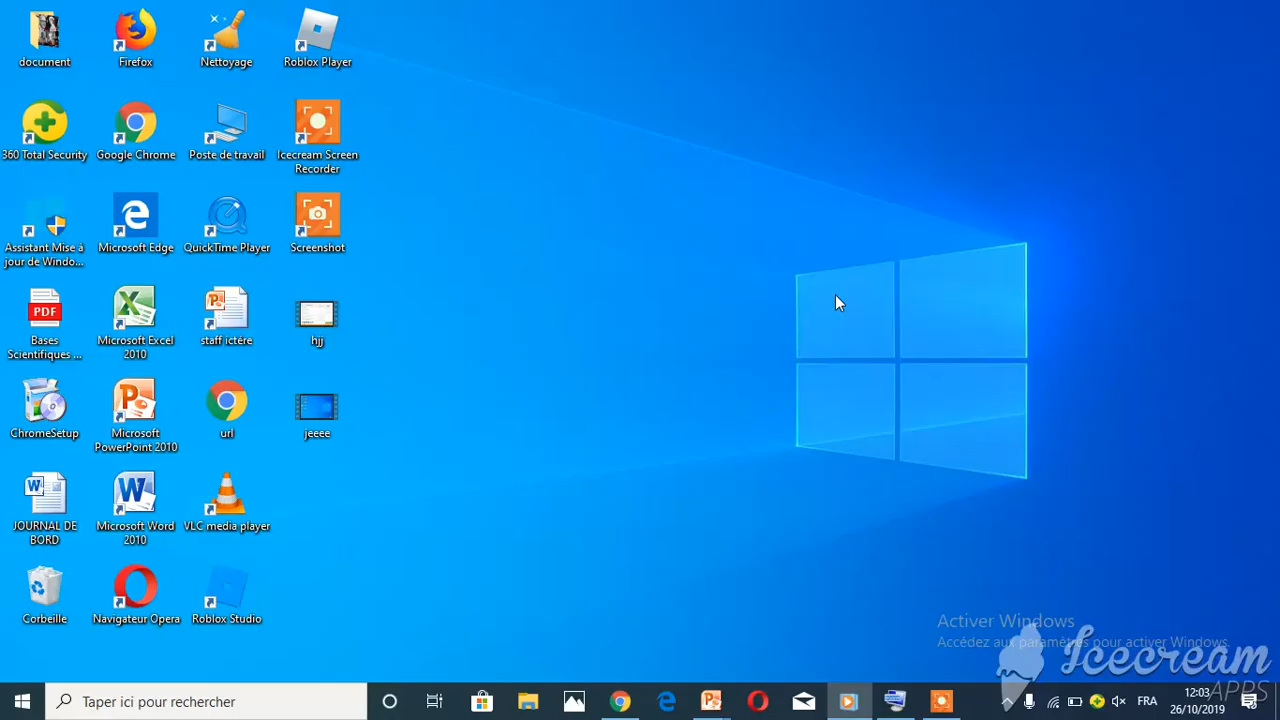 document
Firefox
Nettoyage
Roblox Player
360 Total Security
Google Chrome
Poste de travail
Icecream Screen
Recorder
Assistant Mise à
jour de Windo...
Microsoft Edge
QuickTime Player
Screenshot
PDF
Bases
Scientifiques ...
Microsoft Excel
2010
staff ictére
hjj
ChromeSetup
Microsoft
PowerPoint 2010
url
jeeee
JOURNAL DE
BORD
Microsoft Word
2010
VLC media player
Corbeille
Navigateur Opera
Roblox Studio
Activer Windows
Accédez aux paramètres pour activer Windows.
Icecream
APPS
Taper ici pour rechercher
FRA
12:03
26/10/2019